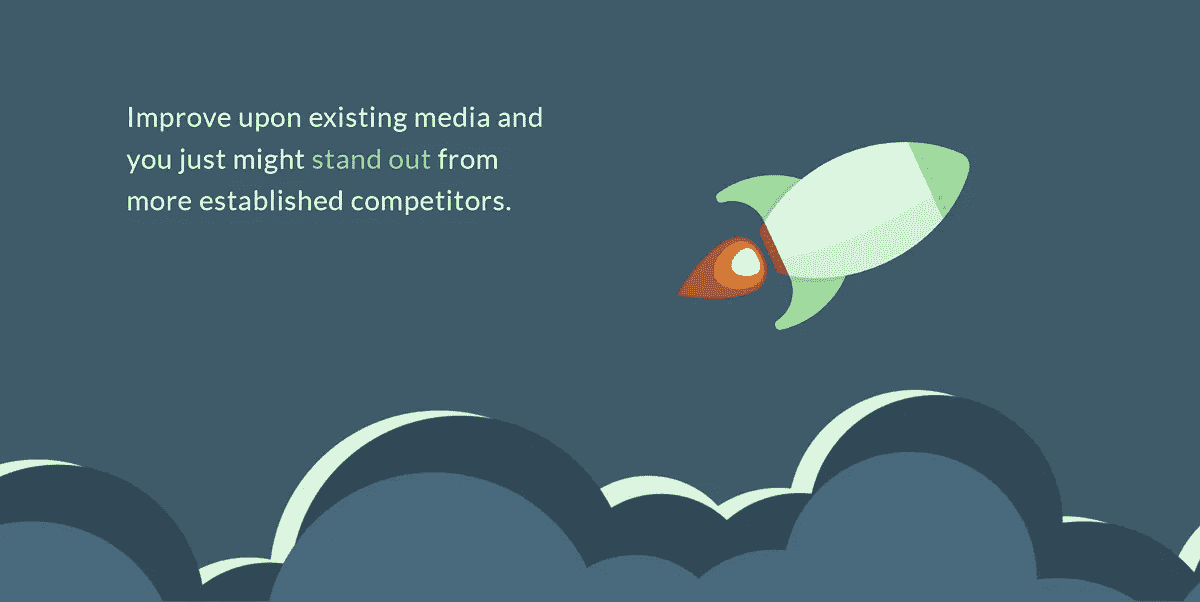 Improve upon existing media and
you just might stand out from
more established competitors.